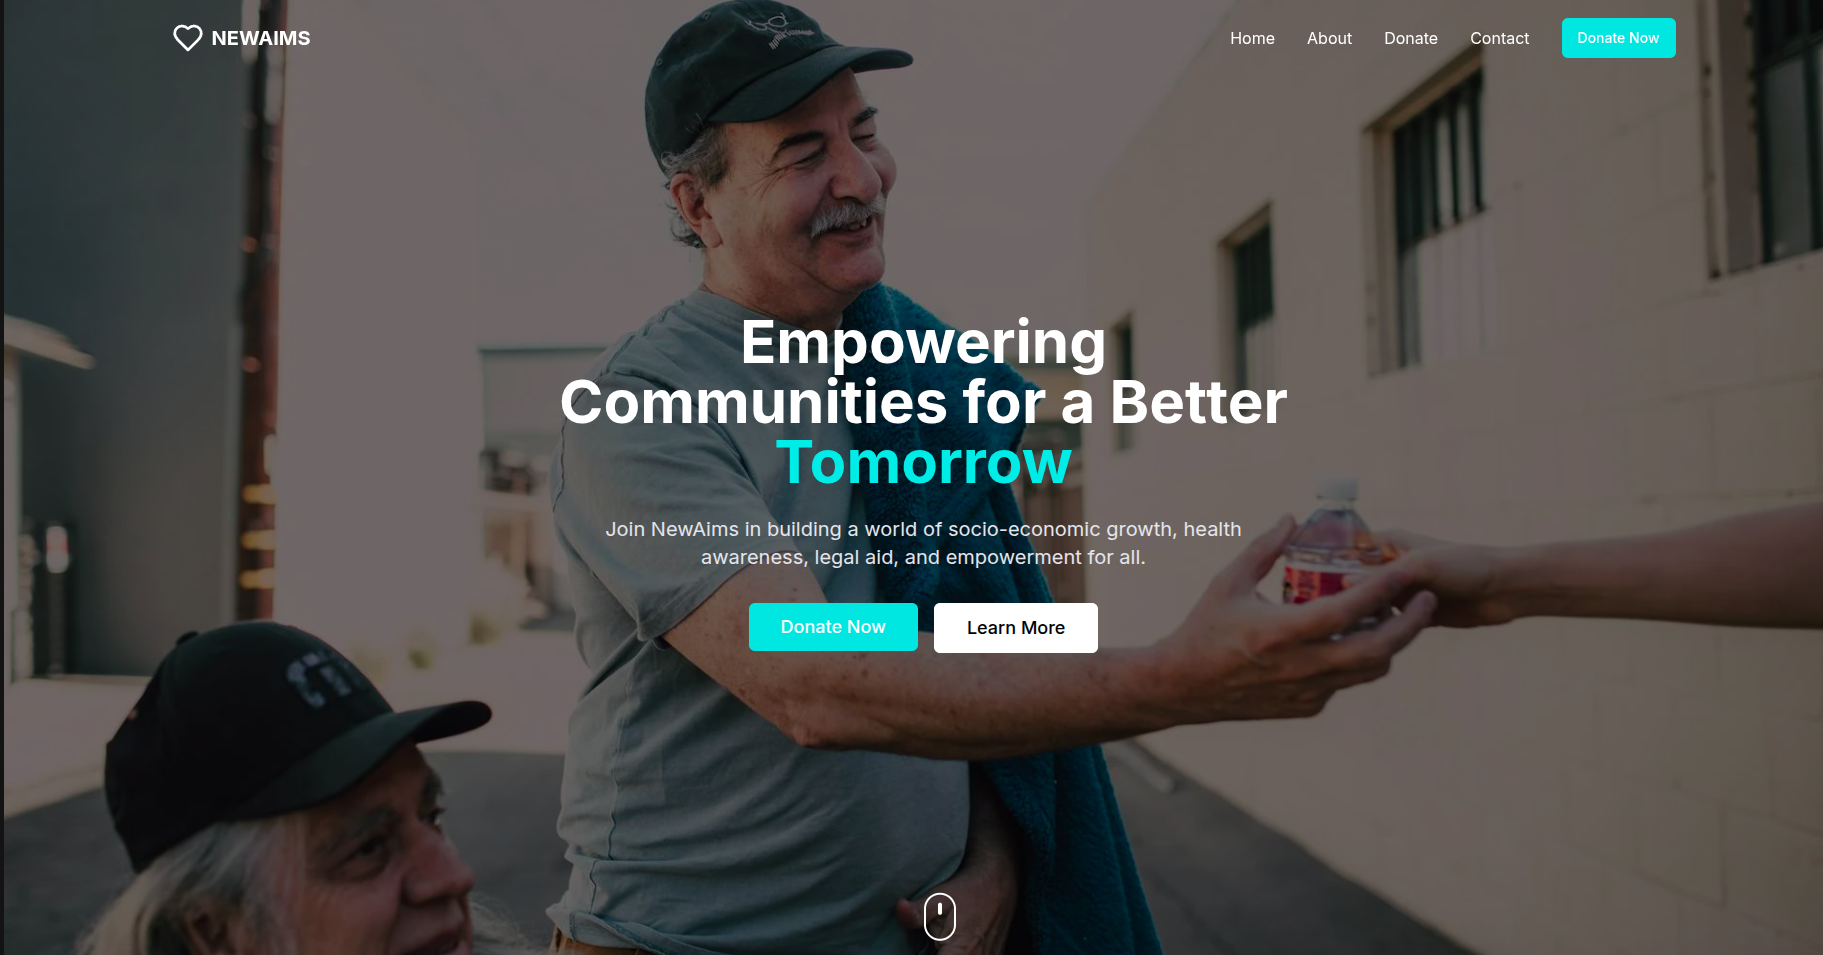 NEWAIMS
Home
About
Donate
Contact
Donate Now
Empowering
Communities for a Better
Tomorrow
Join NewAims in building a world of socio-economic growth, health
awareness, legal aid, and empowerment for all.
Donate Now
Learn More